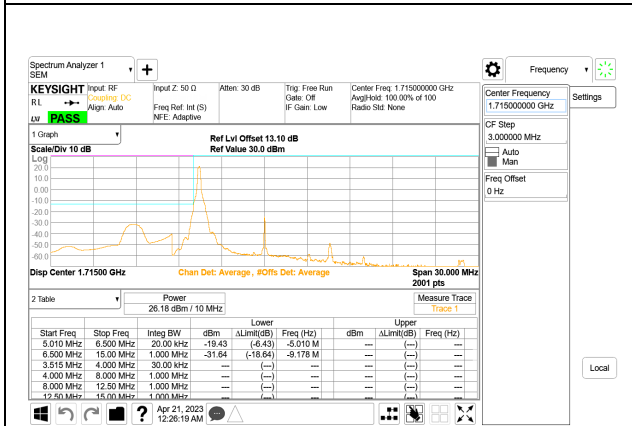 Spectrum Analyzer 1
SEM
Frequency
KEYSIGHT
RL
LXI
PASS
Input: RF
Coupling: DC
Align: Auto
Input Z: 50 Ω
Freq Ref: Int (S)
NFE: Adaptive
Atten: 30 dB
Trig: Free Run
Gate: Off
IF Gain: Low
Center Freq: 1.715000000 GHz
Avg|Hold: 100.00% of 100
Radio Std: None
Center Frequency
1.715000000 GHz
Settings
CF Step
3.000000 MHz
Auto
Man
Freq Offset
0 Hz
1 Graph
Scale/Div 10 dB
Ref Lvl Offset 13.10 dB
Ref Value 30.0 dBm
Log
20.0
10.0
0.00
-10.0
-20.0
-30.0
-40.0
-50.0
-60.0
Disp Center 1.71500 GHz
Chan Det: Average , #Offs Det: Average
Span 30.000 MHz
2001 pts
2 Table
Power
26.18 dBm / 10 MHz
Measure Trace
Trace 1
Lower Upper
Start Freq Stop Freq Integ BW dBm ΔLimit(dB) Freq (Hz) dBm ΔLimit(dB) Freq (Hz)
5.010 MHz 6.500 MHz 20.00 kHz -19.43 (-6.43) -5.010 M --- (---) ---
6.500 MHz 15.00 MHz 1.000 MHz -31.64 (-18.64) -9.178 M --- (---) ---
3.515 MHz 4.000 MHz 30.00 kHz --- (---) --- --- (---) ---
4.000 MHz 8.000 MHz 1.000 MHz --- (---) --- --- (---) ---
8.000 MHz 12.50 MHz 1.000 MHz --- (---) --- --- (---) ---
12.50 MHz 15.00 MHz 1.000 MHz --- (---) --- --- (---) ---
Local
?
Apr 21, 2023
12:26:19 AM